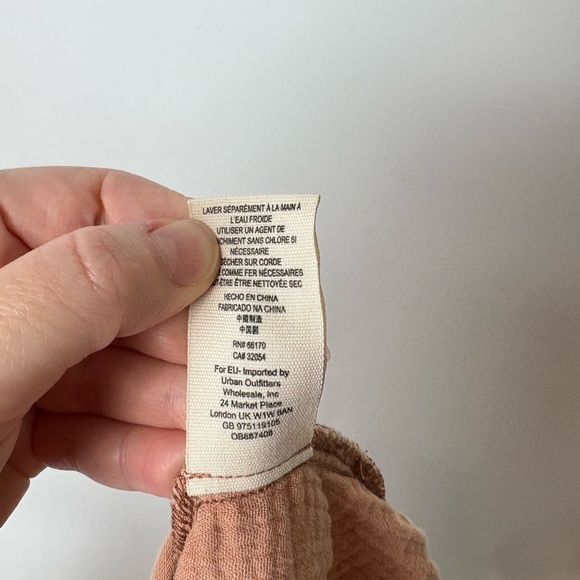 LAVER SÉPARÉMENT À LA MAIN À
L'EAU FROIDE
UTILISER UN AGENT DE
SANS CHLORE SI
NÉCESSAIRE
SÉCHER SUR CORDE
COMME FER NÉCESSAIRES
ÊTRE NETTOYÉE SEC
HECHO EN CHINA
FABRICADO NA CHINA
中國製造
中国
RN# 66170
CA# 32054
For EU- Imported by
Urban Outfitters
Wholesale, Inc
24 Market Place
London UK W1W 8AN
GB 975119105
OB887408